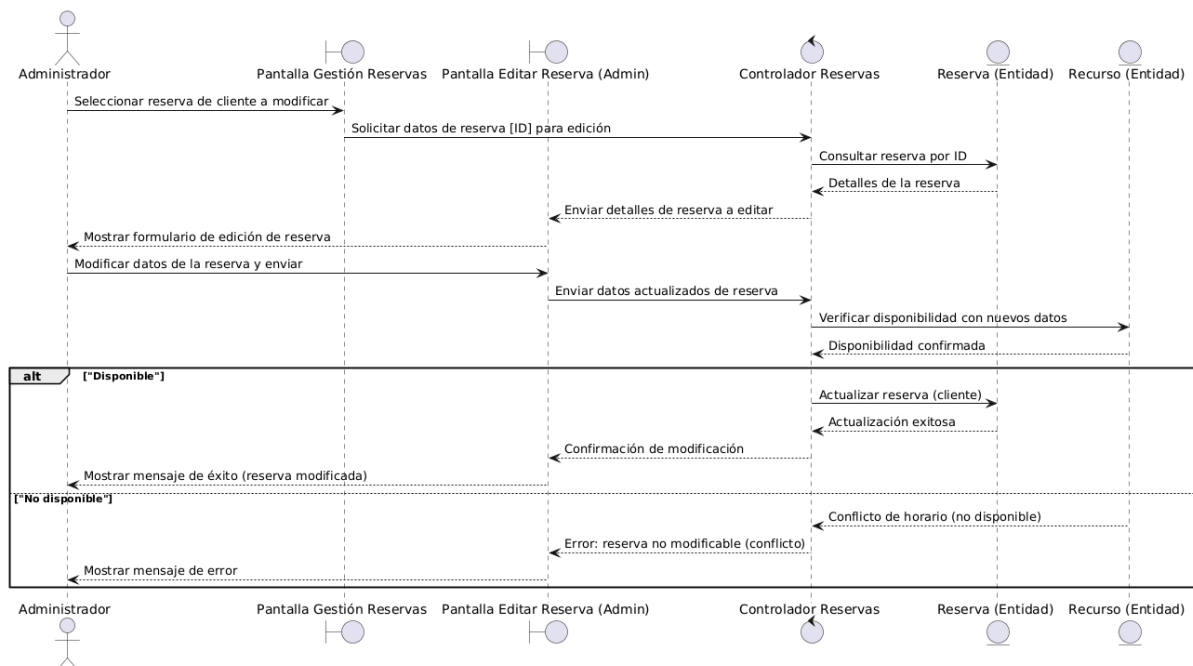 Administrador
Pantalla Gestión Reservas
Pantalla Editar Reserva (Admin)
Controlador Reservas
Reserva (Entidad)
Recurso (Entidad)
Seleccionar reserva de cliente a modificar
Solicitar datos de reserva [ID] para edición
Consultar reserva por ID
Detalles de la reserva
Enviar detalles de reserva a editar
Mostrar formulario de edición de reserva
Modificar datos de la reserva y enviar
Enviar datos actualizados de reserva
Verificar disponibilidad con nuevos datos
Disponibilidad confirmada
alt
["Disponible"]
Actualizar reserva (cliente)
Actualización exitosa
Confirmación de modificación
Mostrar mensaje de éxito (reserva modificada)
["No disponible"]
Conflicto de horario (no disponible)
Error: reserva no modificable (conflicto)
Mostrar mensaje de error
Administrador
Pantalla Gestión Reservas
Pantalla Editar Reserva (Admin)
Controlador Reservas
Reserva (Entidad)
Recurso (Entidad)